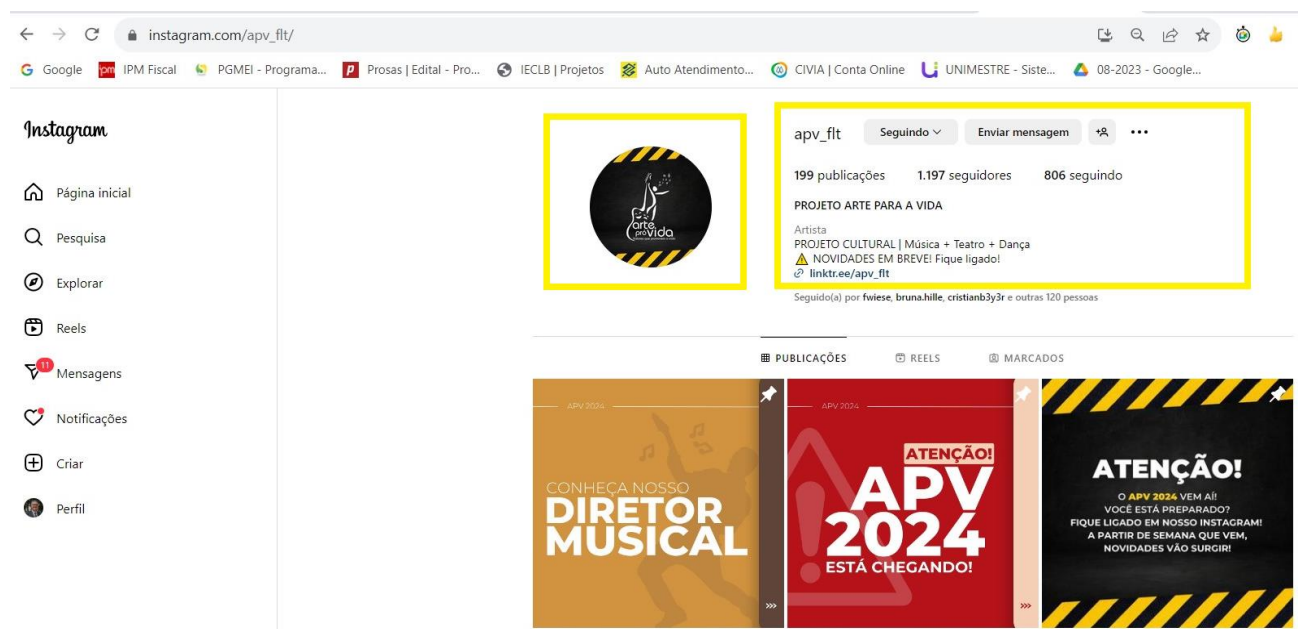 instagram.com/apv_flt/
Google IPM Fiscal PGMEI - Programa... Prosas | Edital - Pro... IECLB | Projetos Auto Atendimento... CIVIA | Conta Online UNIMESTRE - Siste... 08-2023 - Google...
Instagram
Página inicial
Pesquisa
Explorar
Reels
11
Mensagens
Notificações
Criar
Perfil
arte
pró vida
apv_flt Seguindo Enviar mensagem
199 publicações 1.197 seguidores 806 seguindo
PROJETO ARTE PARA A VIDA
Artista
PROJETO CULTURAL | Música + Teatro + Dança
⚠ NOVIDADES EM BREVE! Fique ligado!
linktr.ee/apv_flt
Seguido(a) por fwiese, bruna.hille, cristianb3y3r e outras 120 pessoas
PUBLICAÇÕES REELS MARCADOS
APV 2024
CONHEÇA NOSSO
DIRETOR
MUSICAL
>>>
APV 2024
ATENÇÃO!
APV
2024
ESTÁ CHEGANDO!
>>>
ATENÇÃO!
O APV 2024 VEM AÍ!
VOCÊ ESTÁ PREPARADO?
FIQUE LIGADO EM NOSSO INSTAGRAM!
A PARTIR DE SEMANA QUE VEM,
NOVIDADES VÃO SURGIR!